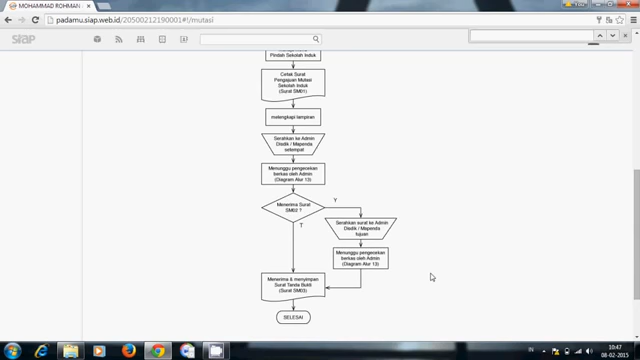 MOHAMMAD ROHMAN
padamu.siap.web.id/20500212190001#!/mutasi
siap
Pindah Sekolah Induk
Cetak Surat
Pengajuan Mutasi
Sekolah Induk
(Surat SM01)
melengkapi lampiran
Serahkan ke Admin
Disdik / Mapenda
setempat
Menunggu pengecekan
berkas oleh Admin
(Diagram Alur 13)
Menerima Surat
SM02 ?
Y
T
Serahkan surat ke Admin
Disdik / Mapenda
tujuan
Menunggu pengecekan
berkas oleh Admin
(Diagram Alur 13)
Menerima & menyimpan
Surat Tanda Bukti
(Surat SM03)
SELESAI
IN
10:47
08-02-2015